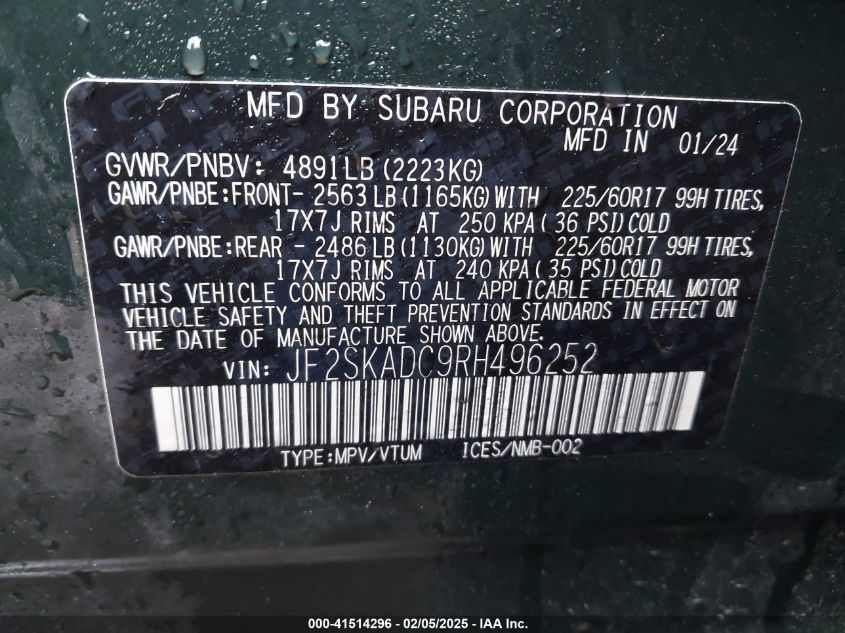 MFD BY SUBARU CORPORATION
MFD IN 01/24
GVWR/PNBV: 4891LB (2223KG)
GAWR/PNBE:FRONT- 2563LB (1165KG) WITH 225/60R17 99H TIRES,
17X7J RIMS AT 250 KPA ( 36 PSI) COLD
GAWR/PNBE:REAR - 2486LB (1130KG) WITH 225/60R17 99H TIRES,
17X7J RIMS AT 240 KPA ( 35 PSI) COLD
THIS VEHICLE CONFORMS TO ALL APPLICABLE FEDERAL MOTOR
VEHICLE SAFETY AND THEFT PREVENTION STANDARDS IN EFFECT ON
THE DATE OF MANUFACTURE SHOWN ABOVE.
VIN: JF2SKADC9RH496252
TYPE:MPV/VTUM ICES/NMB-002
000-41514296 - 02/05/2025 - IAA Inc.